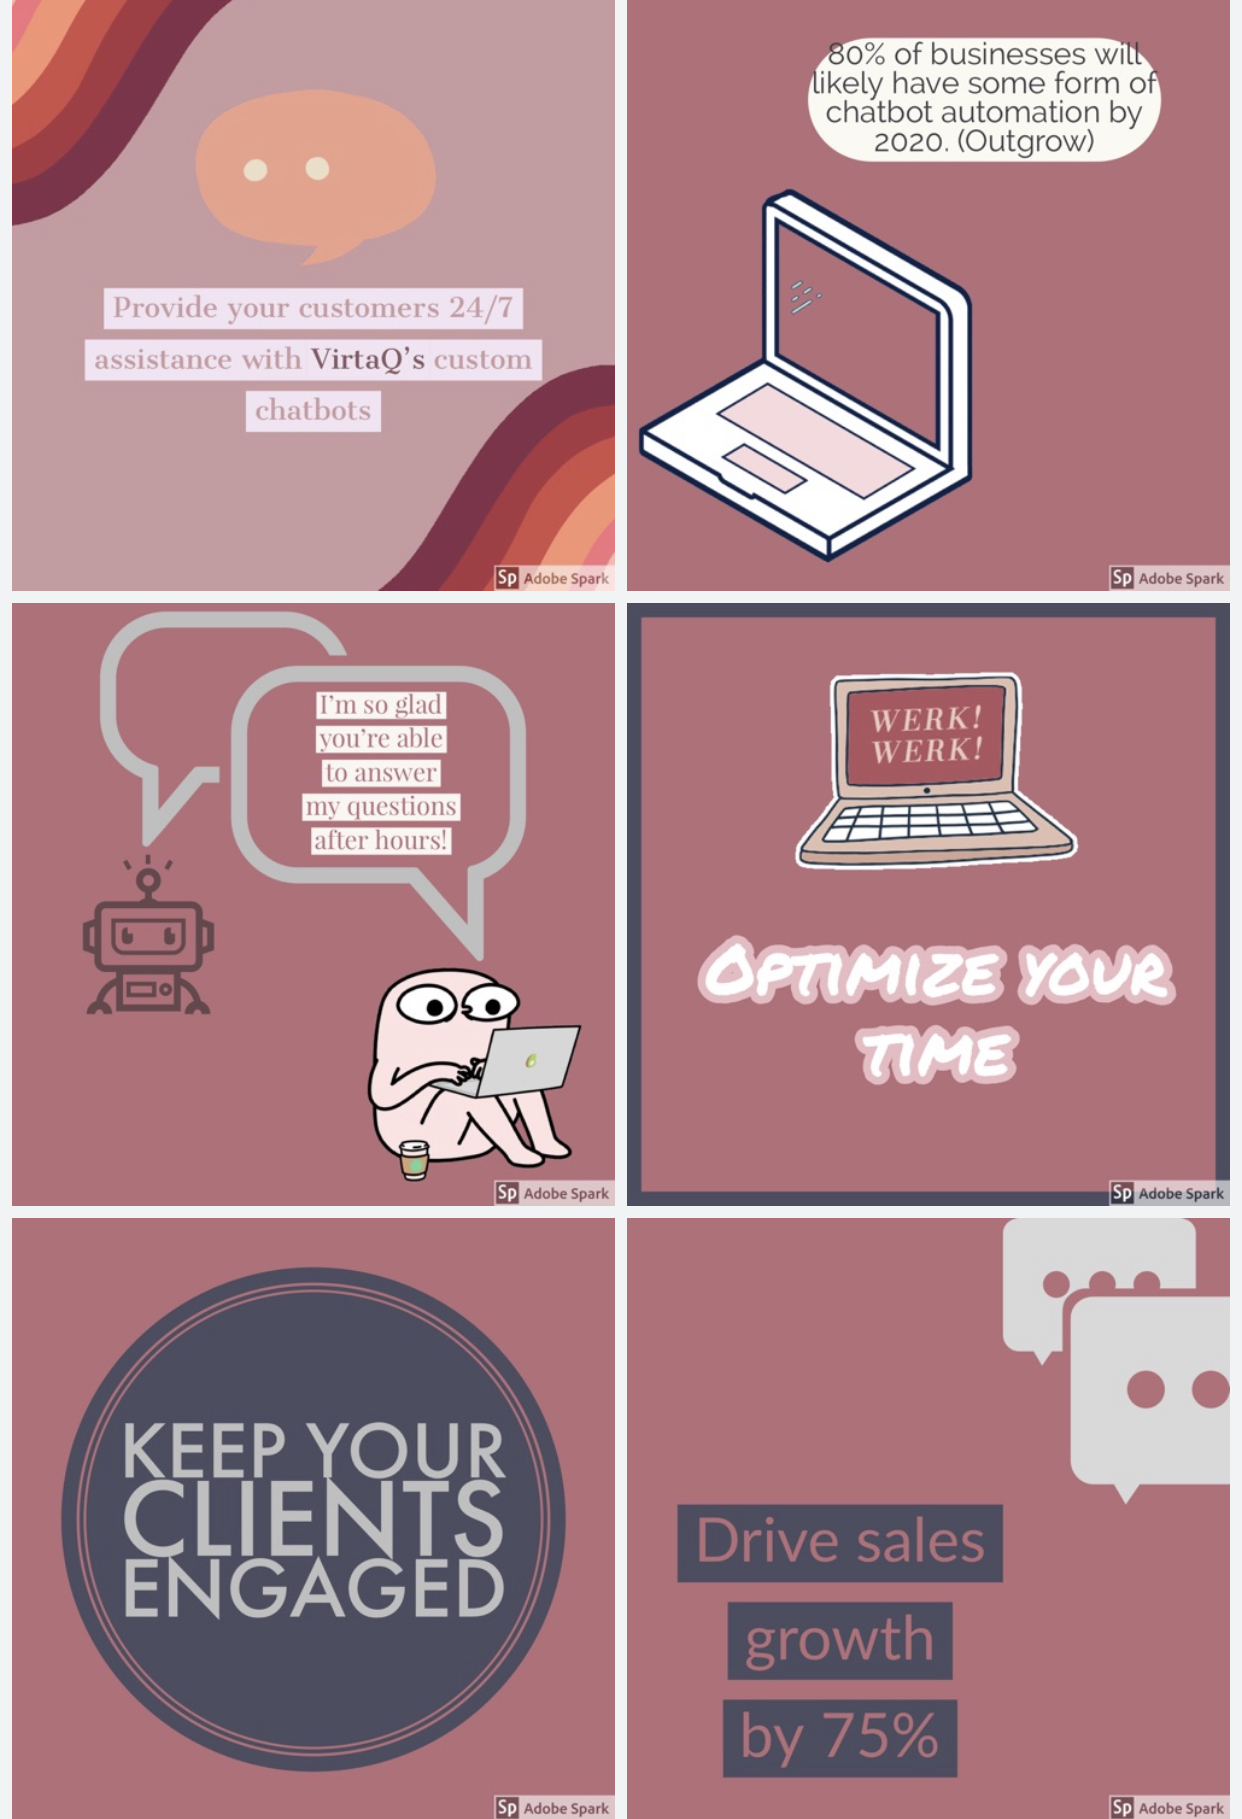 Provide your customers 24/7
assistance with VirtaQ's custom
chatbots
Sp Adobe Spark
80% of businesses will
likely have some form of
chatbot automation by
2020. (Outgrow)
Sp Adobe Spark
I'm so glad
you're able
to answer
my questions
after hours!
Sp Adobe Spark
WERK!
WERK!
OPTIMIZE YOUR
TIME
Sp Adobe Spark
KEEP YOUR
CLIENTS
ENGAGED
Sp Adobe Spark
Drive sales
growth
by 75%
Sp Adobe Spark